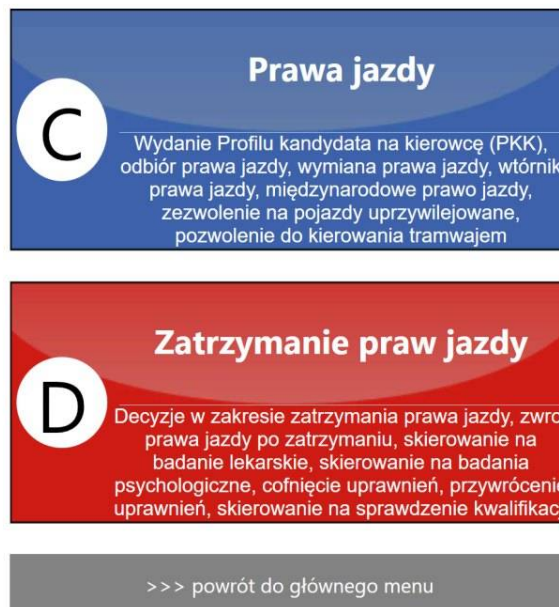 Prawa jazdy
C
Wydanie Profilu kandydata na kierowcę (PKK),
odbiór prawa jazdy, wymiana prawa jazdy, wtórnik
prawa jazdy, międzynarodowe prawo jazdy,
zezwolenie na pojazdy uprzywilejowane,
pozwolenie do kierowania tramwajem
Zatrzymanie praw jazdy
D
Decyzje w zakresie zatrzymania prawa jazdy,
prawa jazdy po zatrzymaniu, skierowanie na
badanie lekarskie, skierowanie na badania
psychologiczne, cofnięcie uprawnień,
uprawnień, skierowanie na sprawdzenie
>>> powrót do głównego menu